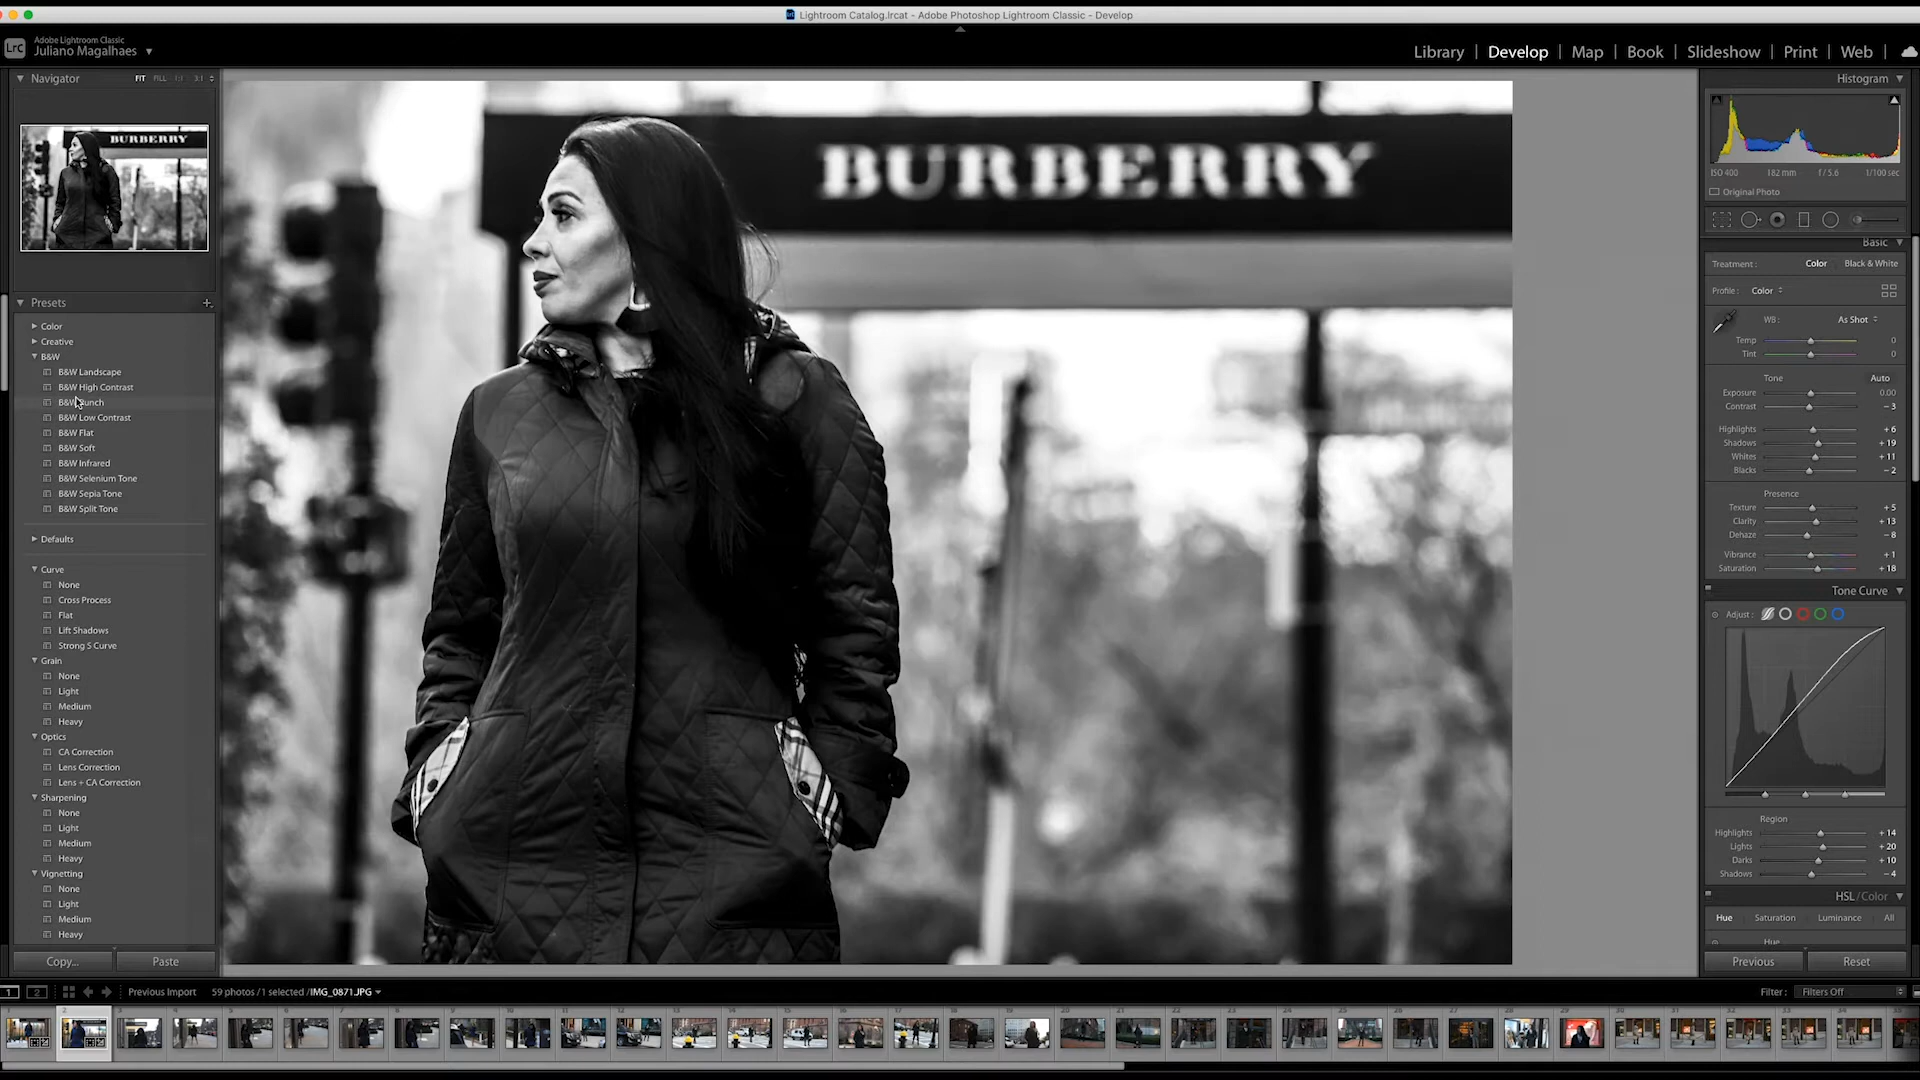 Lightroom Catalog.lrcat - Adobe Photoshop Lightroom Classic - Develop
LrC
Adobe Lightroom Classic
Juliano Magalhaes
Library | Develop | Map | Book | Slideshow | Print | Web
Navigator FIT FILL 1:1 3:1
BURBERRY
Presets +
Color
Creative
B&W
B&W Landscape
B&W High Contrast
B&W Punch
B&W Low Contrast
B&W Flat
B&W Soft
B&W Infrared
B&W Selenium Tone
B&W Sepia Tone
B&W Split Tone
Defaults
Curve
None
Cross Process
Flat
Lift Shadows
Strong S Curve
Grain
None
Light
Medium
Heavy
Optics
CA Correction
Lens Correction
Lens + CA Correction
Sharpening
None
Light
Medium
Heavy
Vignetting
None
Light
Medium
Heavy
Copy... Paste
BURBERRY
Histogram
ISO 400 182 mm f / 5.6 1/100 sec
Original Photo
Basic
Treatment : Color Black & White
Profile : Color
WB : As Shot
Temp 0
Tint 0
Tone Auto
Exposure 0.00
Contrast - 3
Highlights + 6
Shadows + 19
Whites + 11
Blacks - 2
Presence
Texture + 5
Clarity + 13
Dehaze - 8
Vibrance + 1
Saturation + 18
Tone Curve
Adjust :
Region
Highlights + 14
Lights + 20
Darks + 10
Shadows - 4
HSL / Color
Hue Saturation Luminance All
Hue
Previous Reset
1 2 Previous Import 59 photos / 1 selected / IMG_0871.JPG
Filter : Filters Off